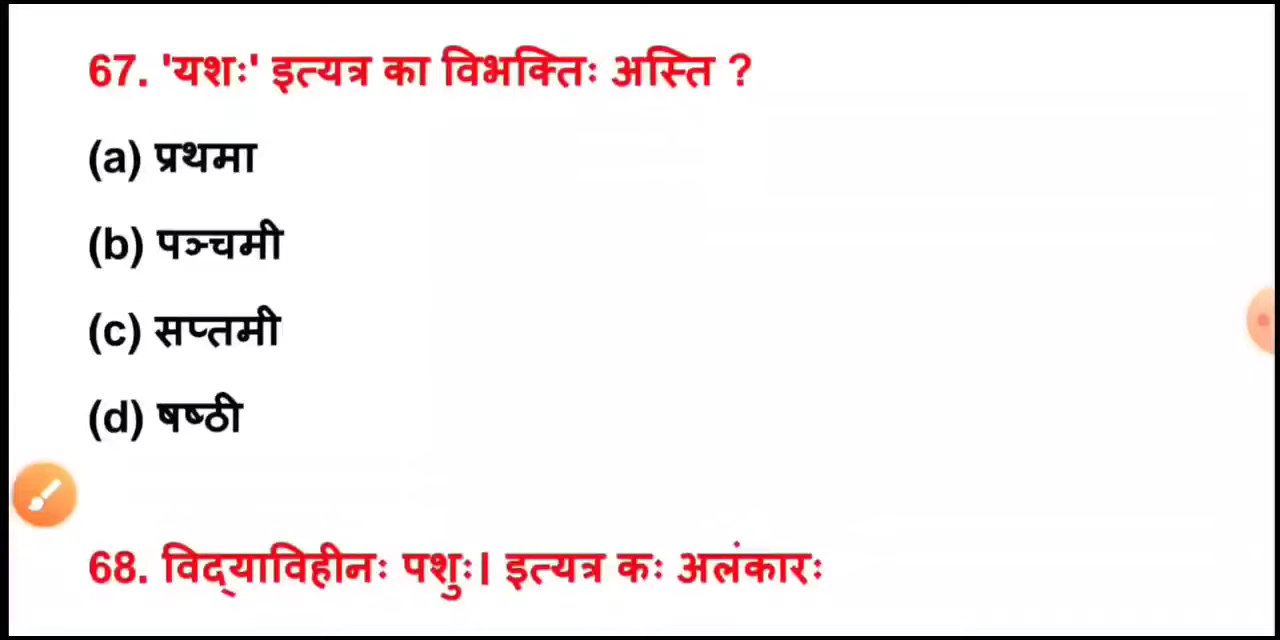 67. 'यशः' इत्यत्र का विभक्तिः अस्ति ?
(a) प्रथमा
(b) पञ्चमी
(c) सप्तमी
(d) षष्ठी
68. विद्‌याविहीनः पशुः। इत्यत्र कः अलंकारः